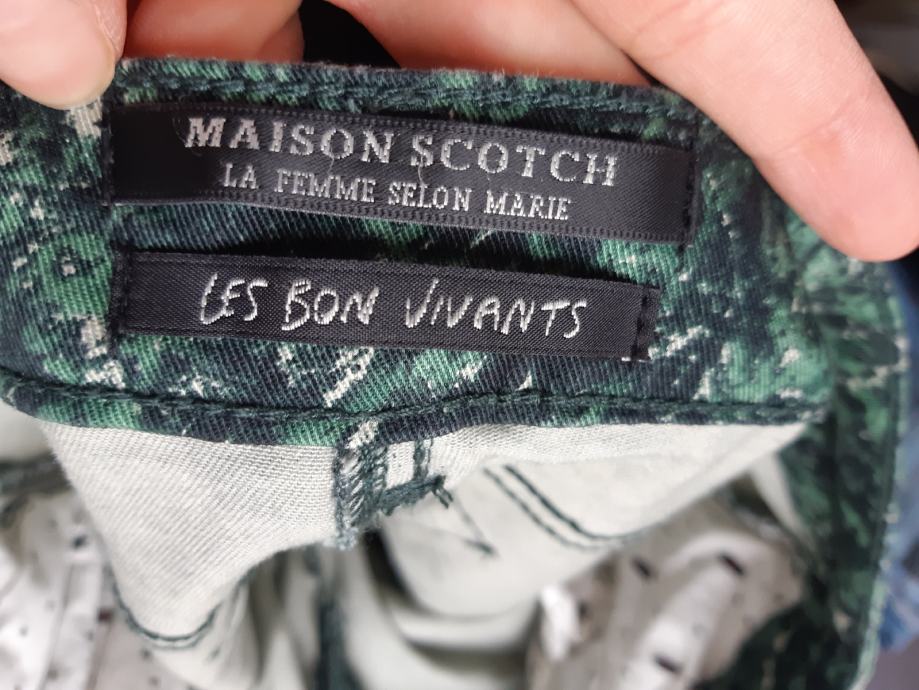 MAISON SCOTCH
LA FEMME SELON MARIE
LES BON VIVANTS